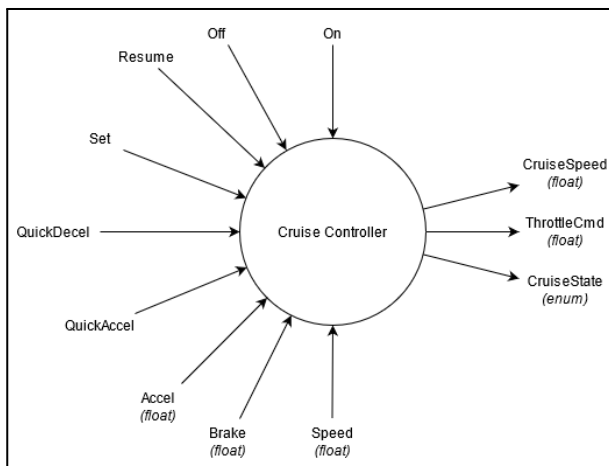 Off
On
Resume
Set
QuickDecel
QuickAccel
Accel
(float)
Brake
(float)
Speed
(float)
Cruise Controller
CruiseSpeed
(float)
ThrottleCmd
(float)
CruiseState
(enum)